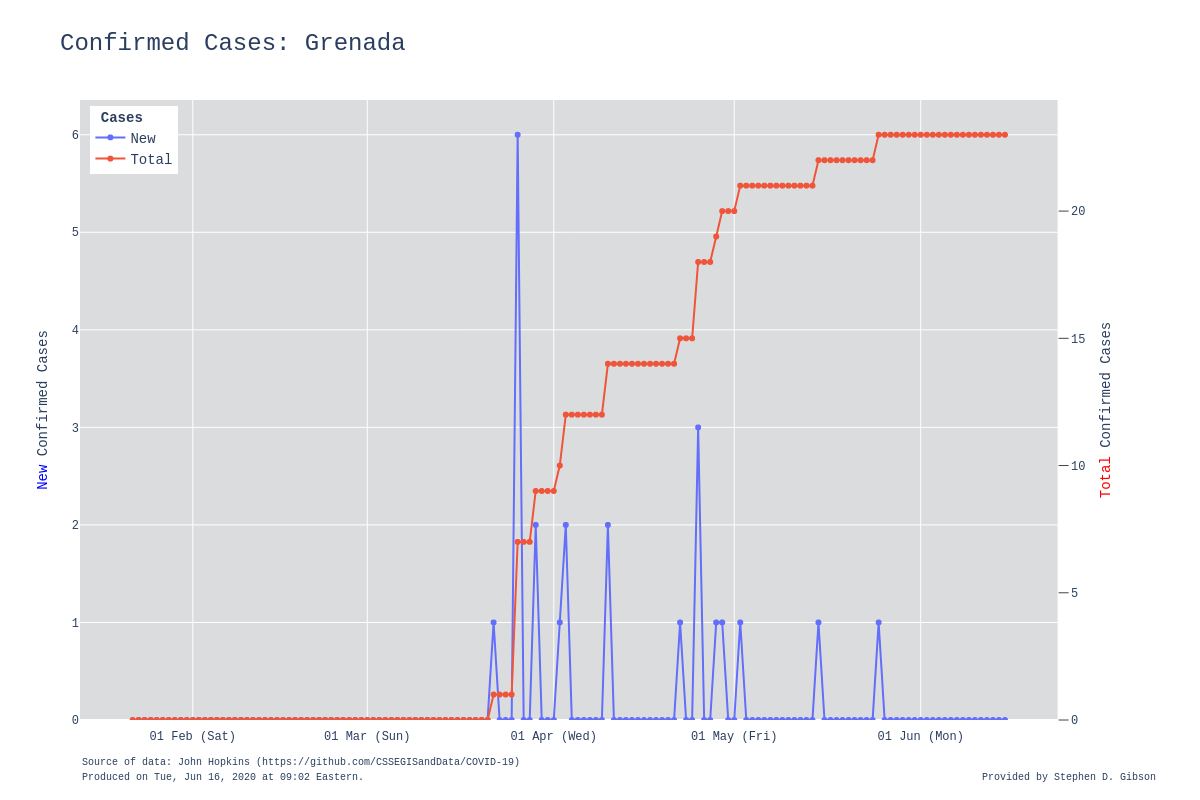 Confirmed Cases: Grenada
Cases
New
Total
6
5
4
3
2
1
0
20
15
10
5
0
New Confirmed Cases
Total Confirmed Cases
01 Feb (Sat)
01 Mar (Sun)
01 Apr (Wed)
01 May (Fri)
01 Jun (Mon)
Source of data: John Hopkins (https://github.com/CSSEGISandData/COVID-19)
Produced on Tue, Jun 16, 2020 at 09:02 Eastern.
Provided by Stephen D. Gibson